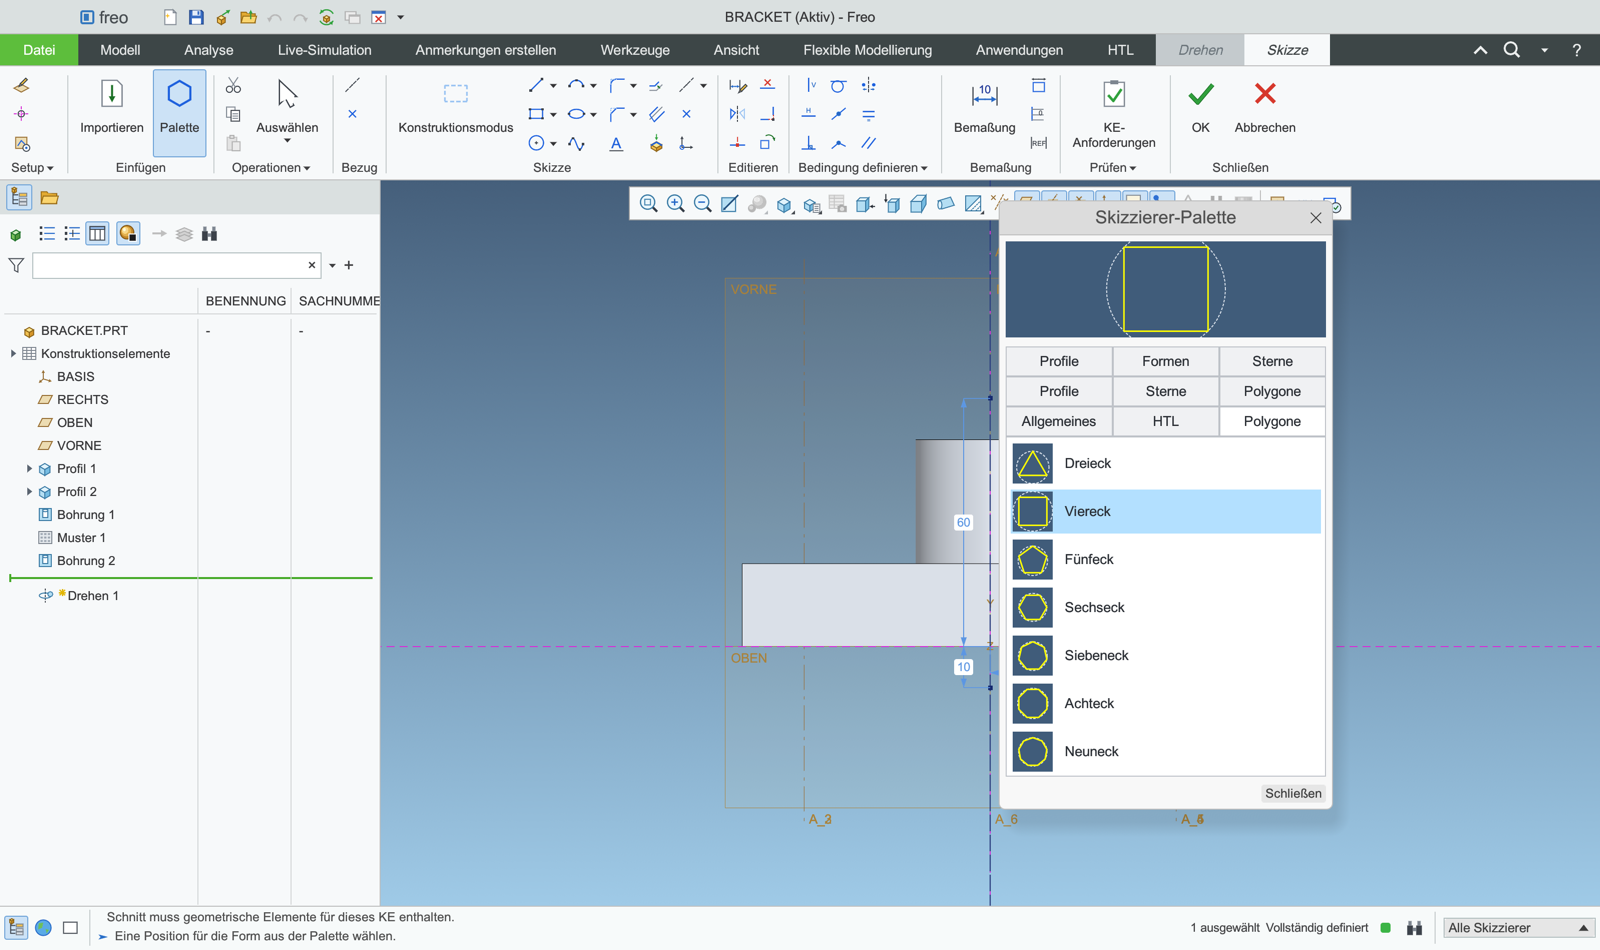 freo
BRACKET (Aktiv) - Freo
Datei
Modell
Analyse
Live-Simulation
Anmerkungen erstellen
Werkzeuge
Ansicht
Flexible Modellierung
Anwendungen
HTL
Drehen
Skizze
?
Setup
Importieren
Palette
Einfügen
Auswählen
Operationen
Bezug
Konstruktionsmodus
A
Skizze
Editieren
Bedingung definieren
10
Bemaßung
REF
Bemaßung
KE-
Anforderungen
Prüfen
OK
Abbrechen
Schließen
BENENNUNG
SACHNUMME
BRACKET.PRT
-
-
Konstruktionselemente
BASIS
RECHTS
OBEN
VORNE
Profil 1
Profil 2
Bohrung 1
Muster 1
Bohrung 2
Drehen 1
VORNE
60
OBEN
10
A_6
Skizzierer-Palette
Profile
Formen
Sterne
Profile
Sterne
Polygone
Allgemeines
HTL
Polygone
Dreieck
Viereck
Fünfeck
Sechseck
Siebeneck
Achteck
Neuneck
Schließen
Schnitt muss geometrische Elemente für dieses KE enthalten.
Eine Position für die Form aus der Palette wählen.
1 ausgewählt
Vollständig definiert
Alle Skizzierer